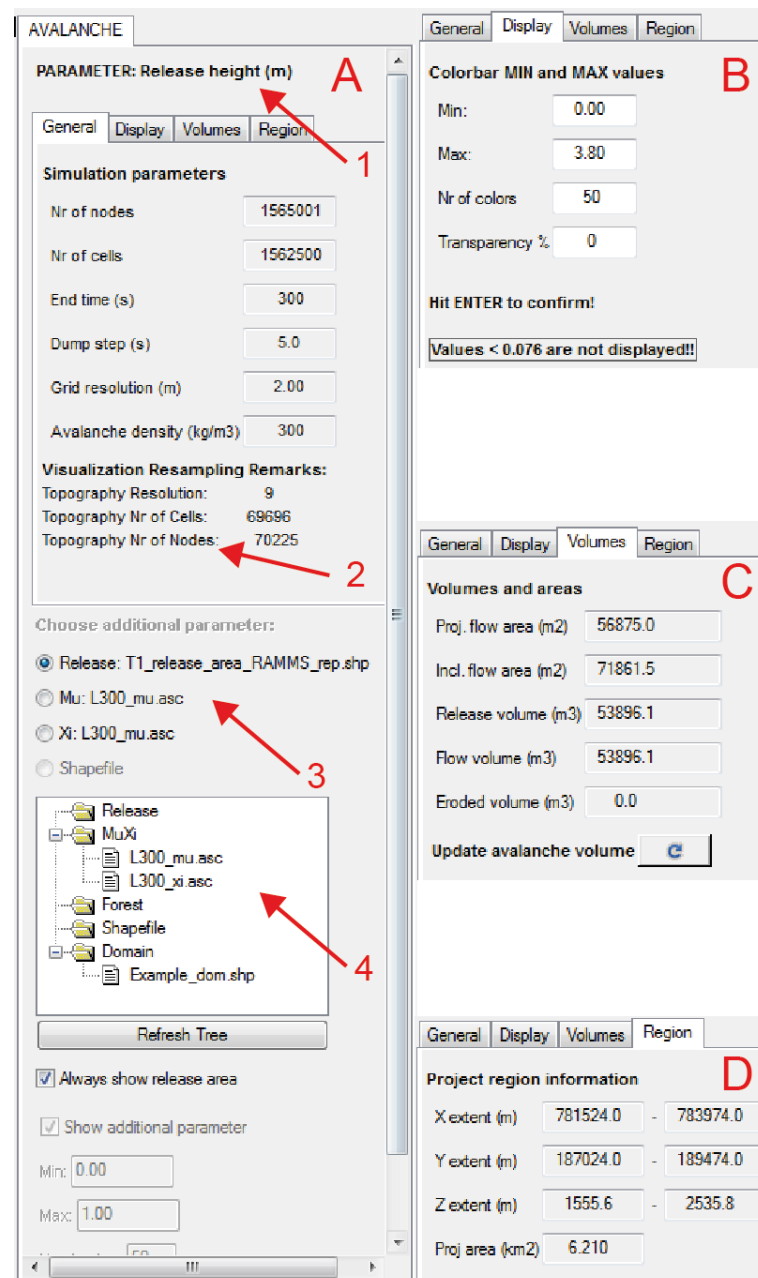 AVALANCHE
PARAMETER: Release height (m)
A
General Display Volumes Region
1
Simulation parameters
Nr of nodes 1565001
Nr of cells 1562500
End time (s) 300
Dump step (s) 5.0
Grid resolution (m) 2.00
Avalanche density (kg/m3) 300
Visualization Resampling Remarks:
Topography Resolution: 9
Topography Nr of Cells: 69696
Topography Nr of Nodes: 70225
2
Choose additional parameter:
Release: T1_release_area_RAMMS_rep.shp
Mu: L300_mu.asc
Xi: L300_mu.asc
3
Shapefile
Release
MuXi
L300_mu.asc
L300_xi.asc
Forest
Shapefile
Domain
4
Example_dom.shp
Refresh Tree
Always show release area
Show additional parameter
Min: 0.00
Max: 1.00
General Display Volumes Region
Colorbar MIN and MAX values
B
Min: 0.00
Max: 3.80
Nr of colors 50
Transparency % 0
Hit ENTER to confirm!
Values < 0.076 are not displayed!!
General Display Volumes Region
C
Volumes and areas
Proj. flow area (m2) 56875.0
Incl. flow area (m2) 71861.5
Release volume (m3) 53896.1
Flow volume (m3) 53896.1
Eroded volume (m3) 0.0
Update avalanche volume
General Display Volumes Region
Project region information
D
X extent (m) 781524.0 - 783974.0
Y extent (m) 187024.0 - 189474.0
Z extent (m) 1555.6 - 2535.8
Proj area (km2) 6.210